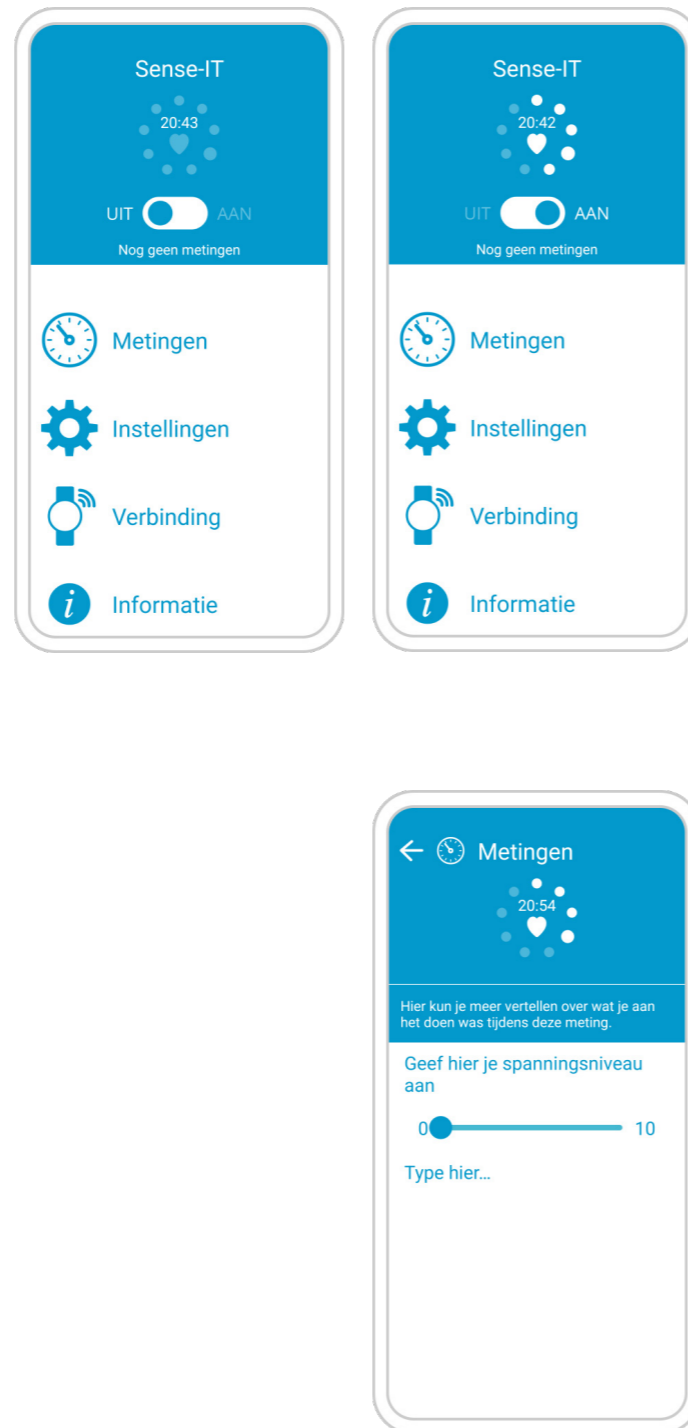 Sense-IT
20:43
UIT AAN
Nog geen metingen
Metingen
Instellingen
Verbinding
i Informatie
Sense-IT
20:42
UIT AAN
Nog geen metingen
Metingen
Instellingen
Verbinding
i Informatie
Metingen
20:54
Hier kun je meer vertellen over wat je aan
het doen was tijdens deze meting.
Geef hier je spanningsniveau
aan
0 10
Type hier...